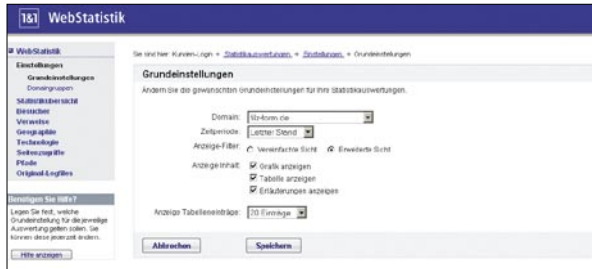 1&1 WebStatistik
WebStatistik
Einstellungen
Grundeinstellungen
Domaingruppen
Statistikübersicht
Besucher
Verweise
Geographie
Technologie
Seitenzugriffe
Pfade
Original-Logfiles
Benötigen Sie Hilfe?
Legen Sie fest, welche
Grundeinstellung für die jeweilige
Auswertung gelten sollen. Sie
können diese jederzeit ändern.
Hilfe anzeigen
Sie sind hier: Kunden-Login Statistikauswertungen Einstellungen Grundeinstellungen
Grundeinstellungen
Ändern Sie die gewünschten Grundeinstellungen für Ihre Statistikauswertungen.
Domain:
Zeitperiode: Letzter Stand
Anzeige-Filter: Vereinfachte Sicht Erweiterte Sicht
Anzeige Inhalt: Grafik anzeigen
Tabelle anzeigen
Erläuterungen anzeigen
Anzeige Tabelleneinträge: 20 Einträge
Abbrechen Speichern